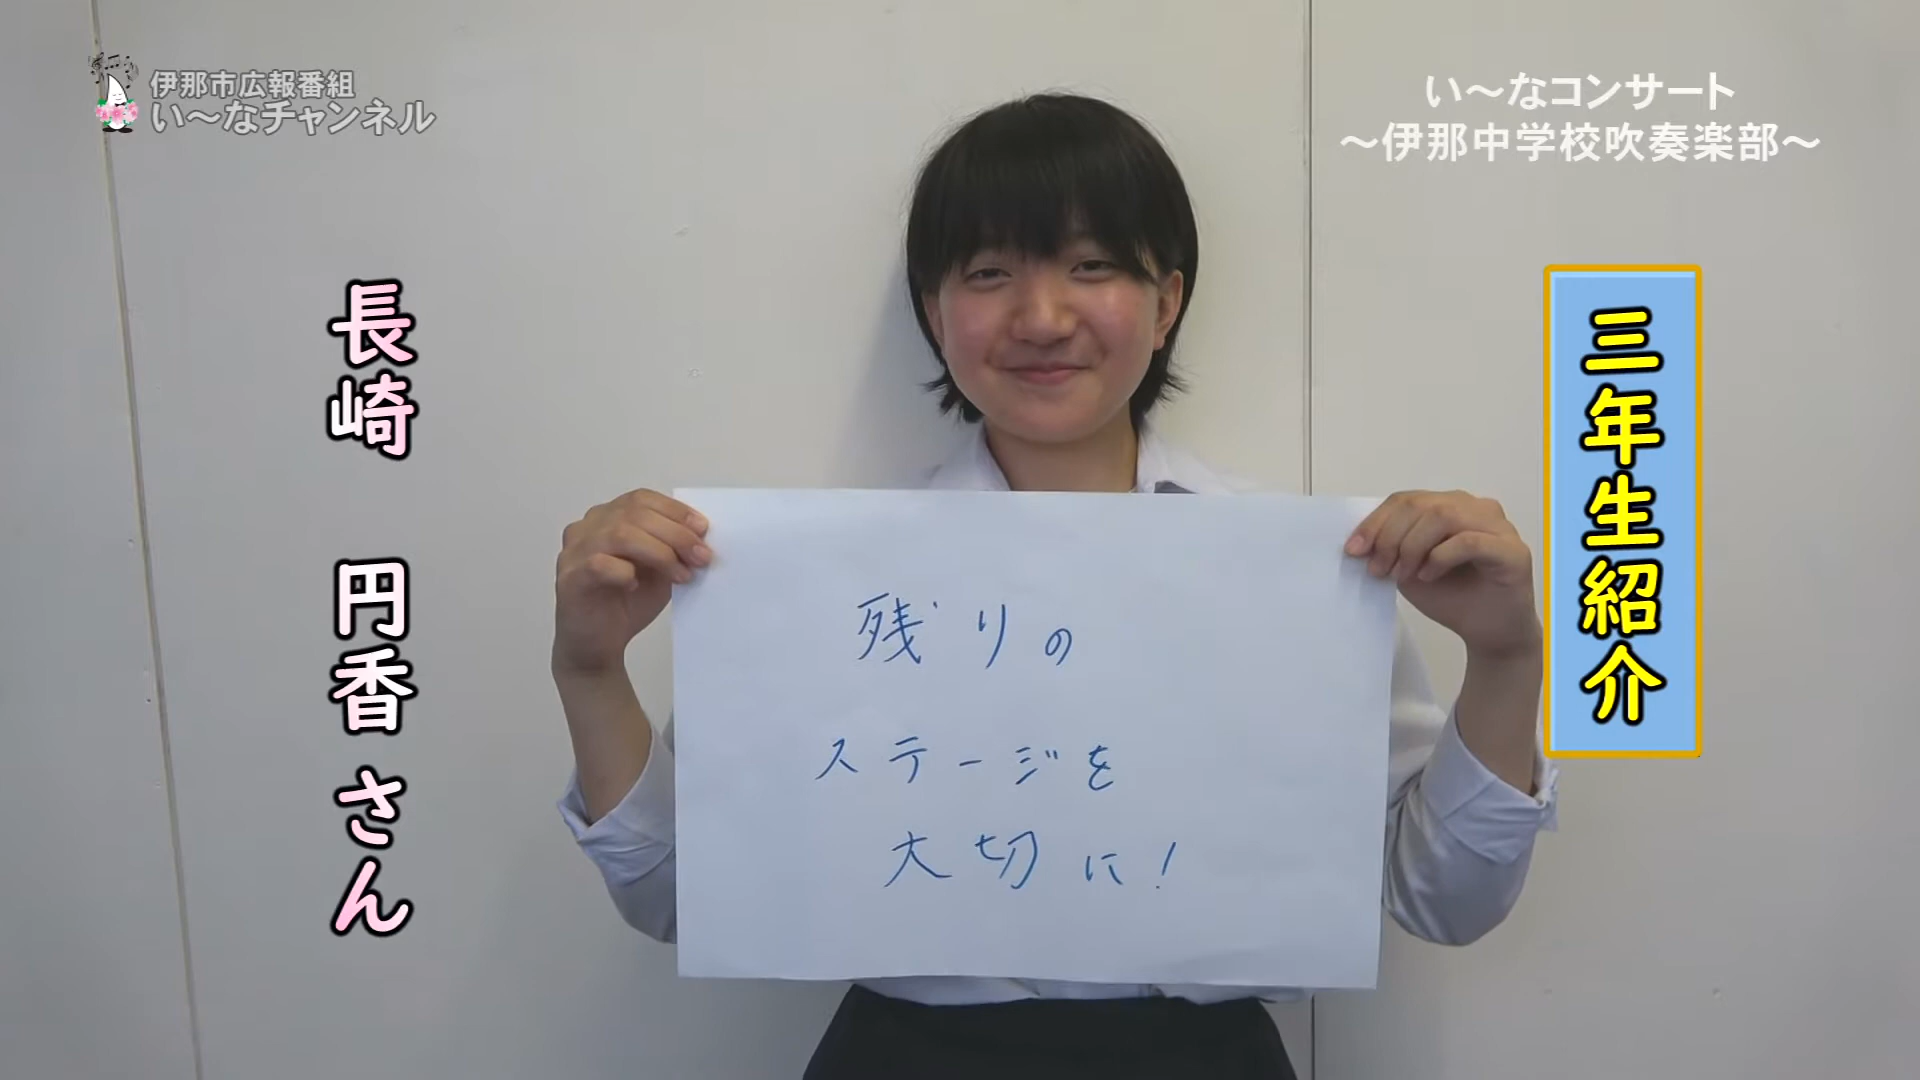 伊那市広報番組
い～なチャンネル
い～なコンサート
～伊那中学校吹奏楽部～
三年生紹介
長崎 円香さん
残りの
ステージを
大切に!